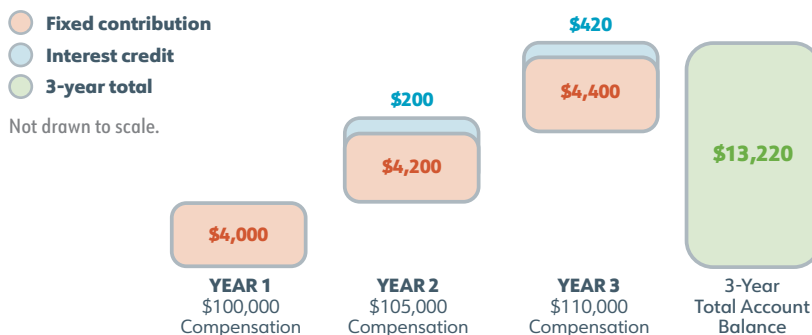 Fixed contribution
Interest credit
3-year total
Not drawn to scale.
$4,000
YEAR 1
$100,000
Compensation
$200
$4,200
YEAR 2
$105,000
Compensation
$420
$4,400
YEAR 3
$110,000
Compensation
$13,220
3-Year
Total Account
Balance